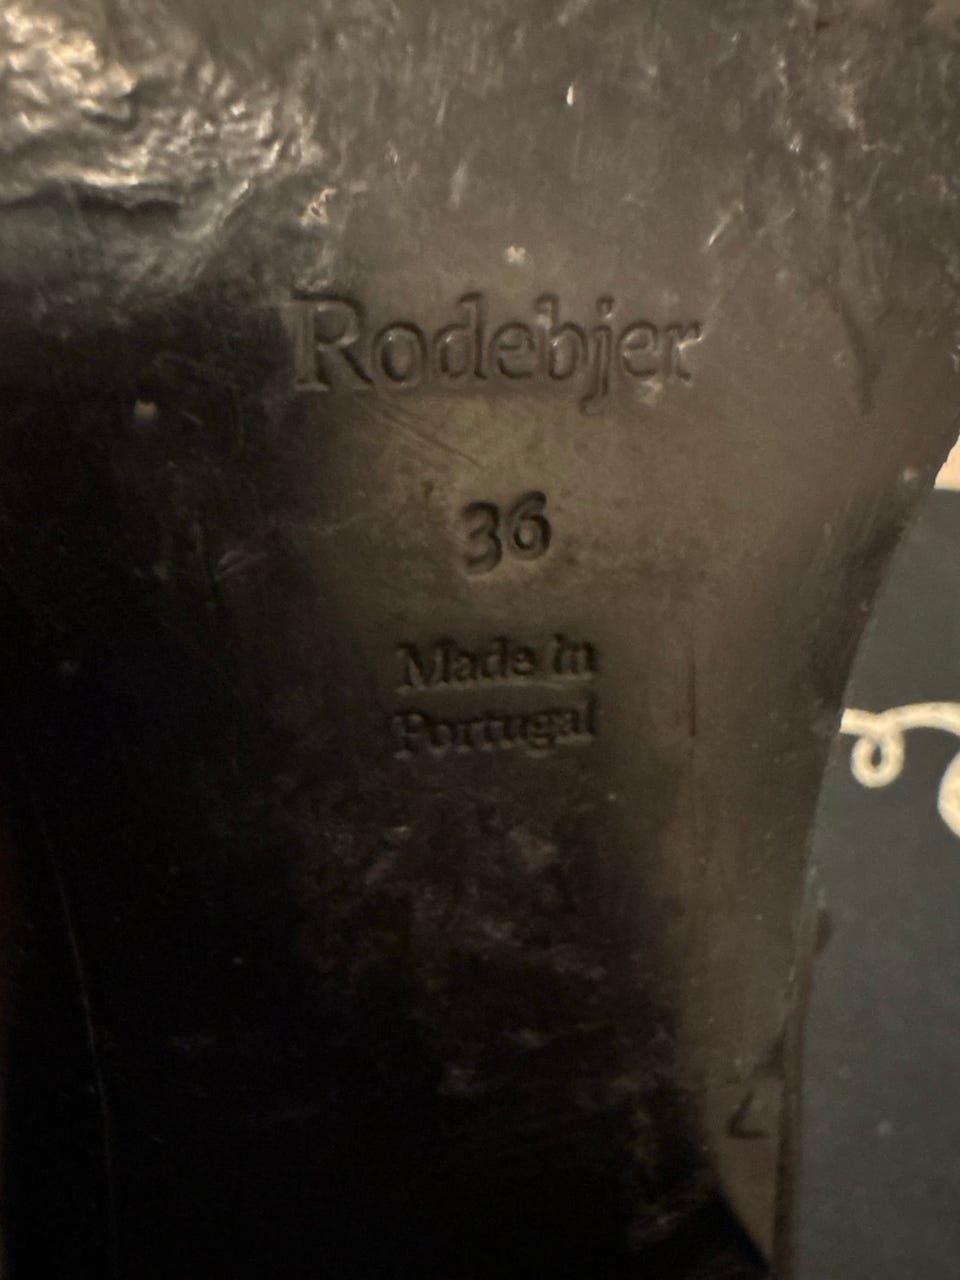 Rodebjer
36
Made in
Portugal
L